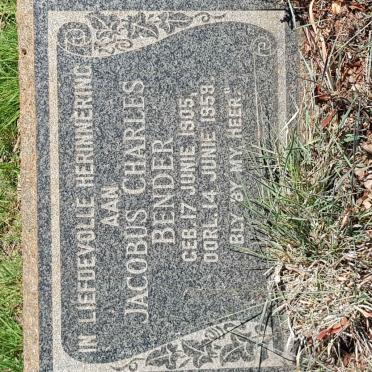 IN LIEFDEVOLLE HERINNERING
AAN
JACOBUS CHARLES
BENDER
GEB. 17 JUNIE 1905.
OORL. 14 JUNIE 1958.
BLY BY MY HEER."